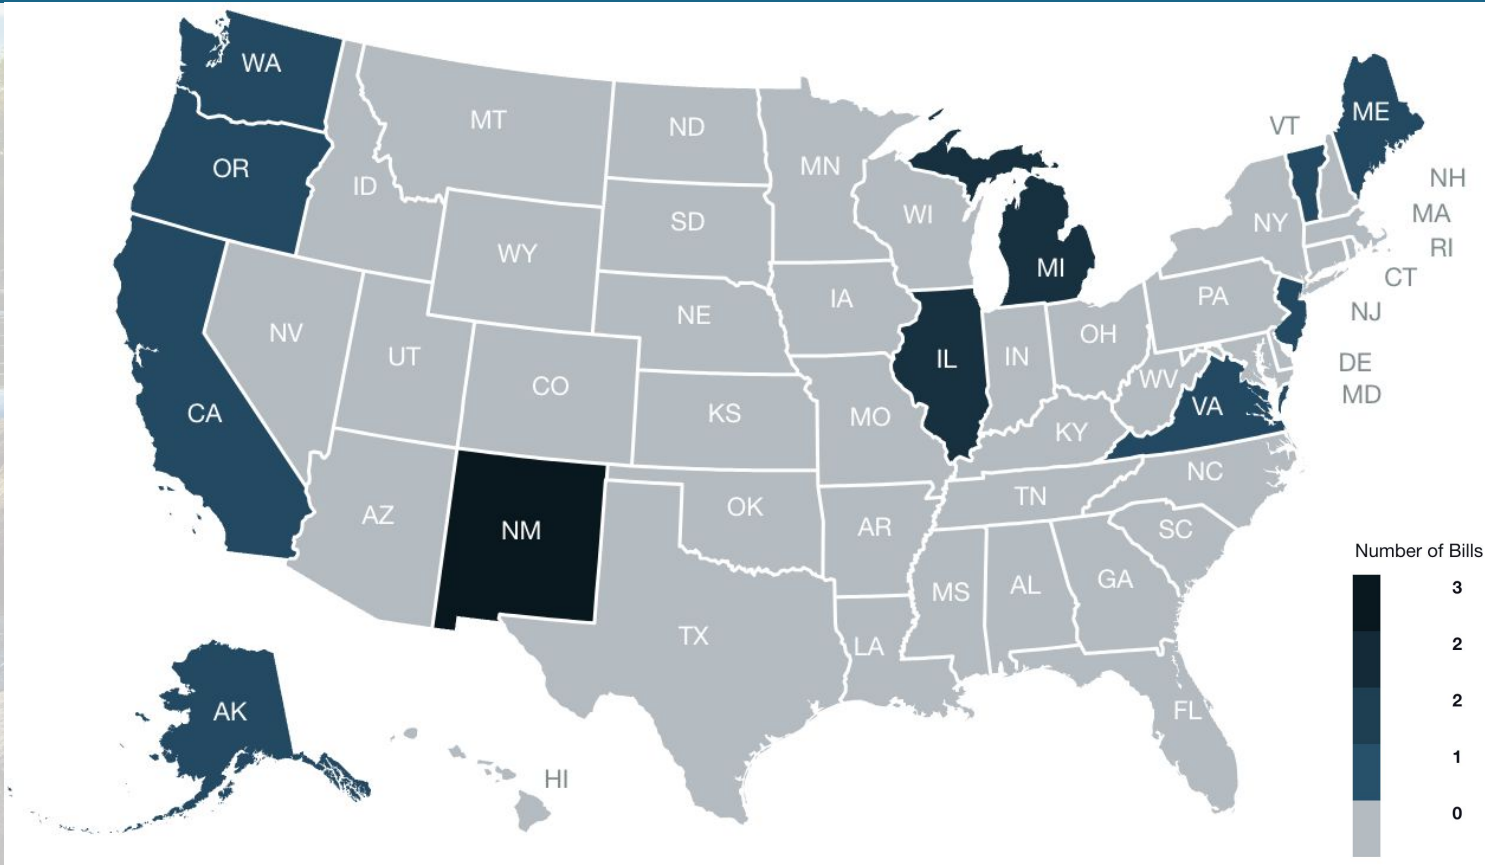 WA
ME
MT
ND
VT
OR
MN
ID
NH
WI
MA
SD
NY
RI
WY
MI
CT
PA
IA
NJ
NE
NV
OH
UT
IL
IN
DE
CO
WV
MD
CA
VA
KS
MO
KY
NC
TN
OK
AZ
AR
NM
SC
Number of Bills
GA
AL
3
MS
TX
2
LA
2
FL
AK
1
HI
0